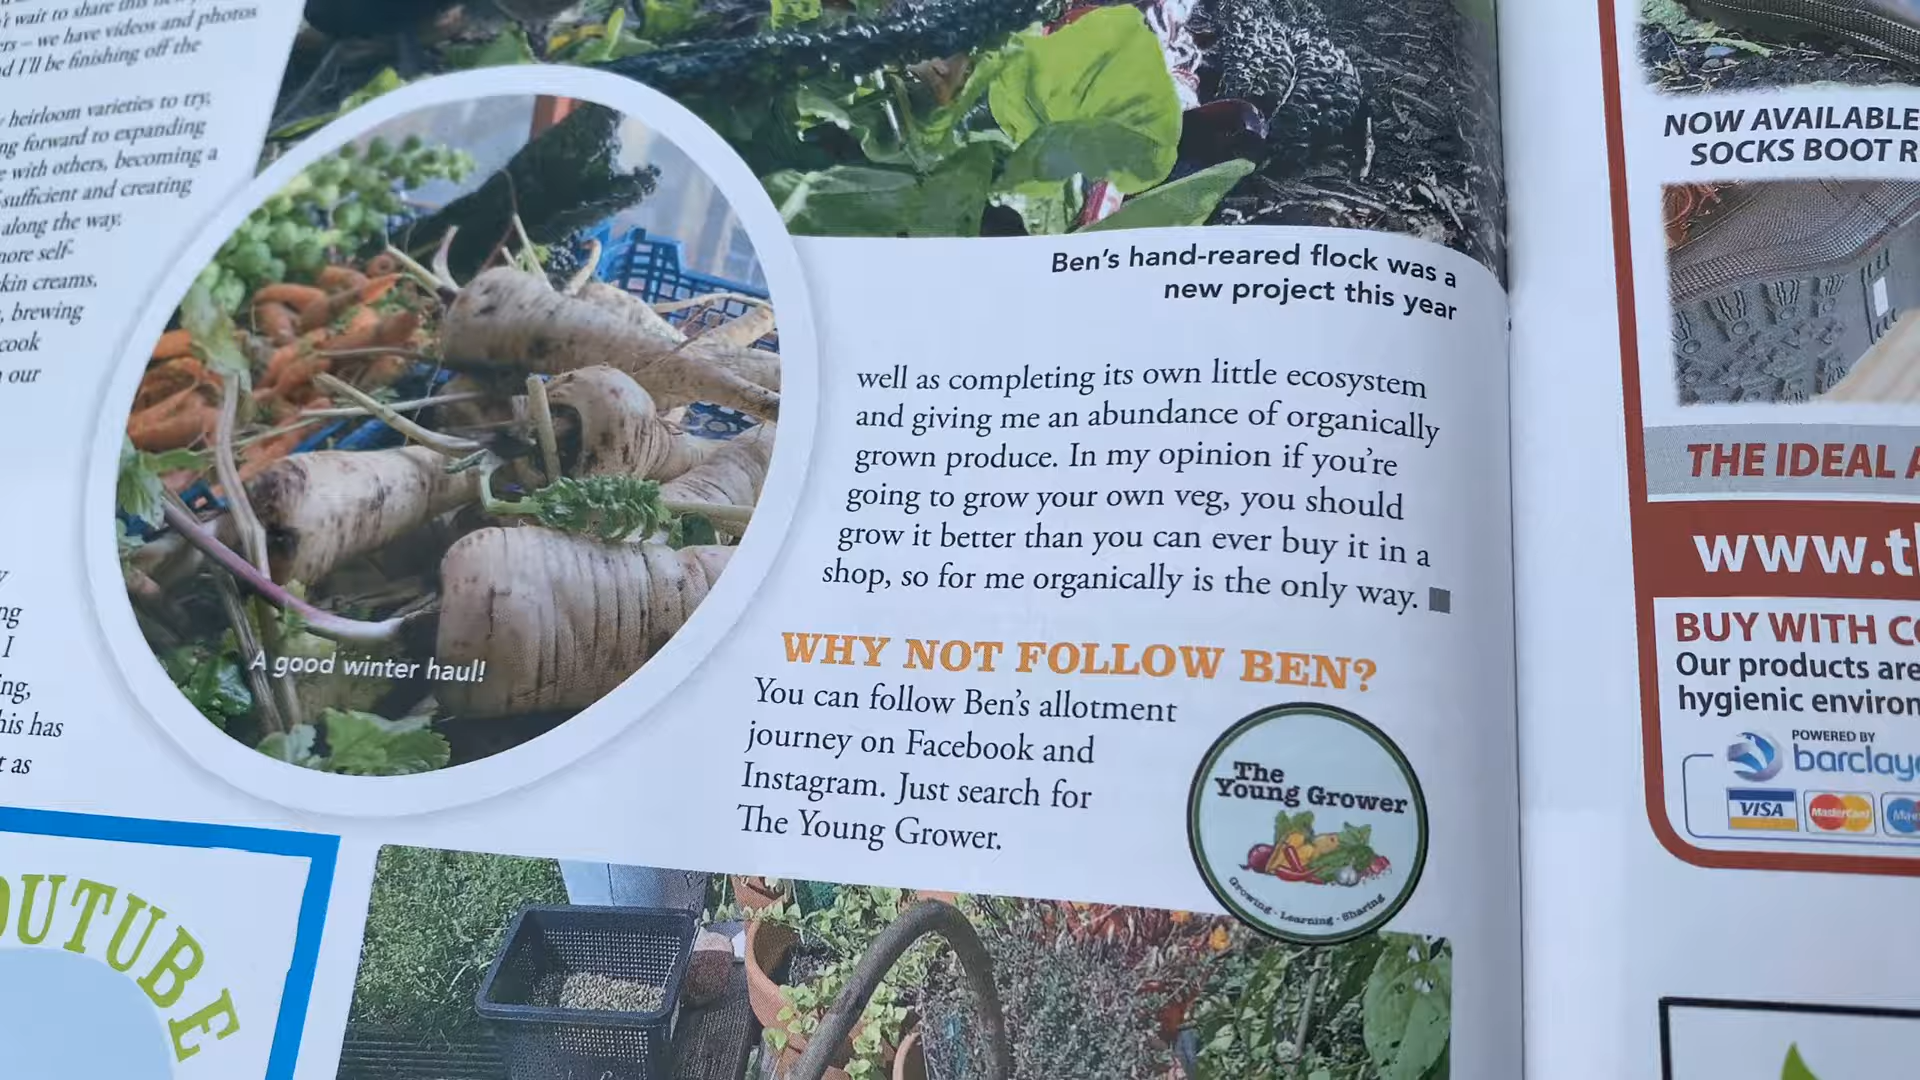 wait to share this
– we have videos and photos
I'll be finishing off the
heirloom varieties to try,
forward to expanding
with others, becoming a
sufficient and creating
along the way.
more self-
skin creams,
brewing
cook
our
I
has
as
A good winter haul!
Ben's hand-reared flock was a
new project this year
well as completing its own little ecosystem
and giving me an abundance of organically
grown produce. In my opinion if you're
going to grow your own veg, you should
grow it better than you can ever buy it in a
shop, so for me organically is the only way.
WHY NOT FOLLOW BEN?
You can follow Ben's allotment
journey on Facebook and
Instagram. Just search for
The Young Grower.
The
Young Grower
Growing · Learning · Sharing
OUTUBE
NOW AVAILABLE
SOCKS BOOT R
THE IDEAL A
www.t
BUY WITH CO
Our products are
hygienic environ
POWERED BY
barclay
VISA
MasterCard